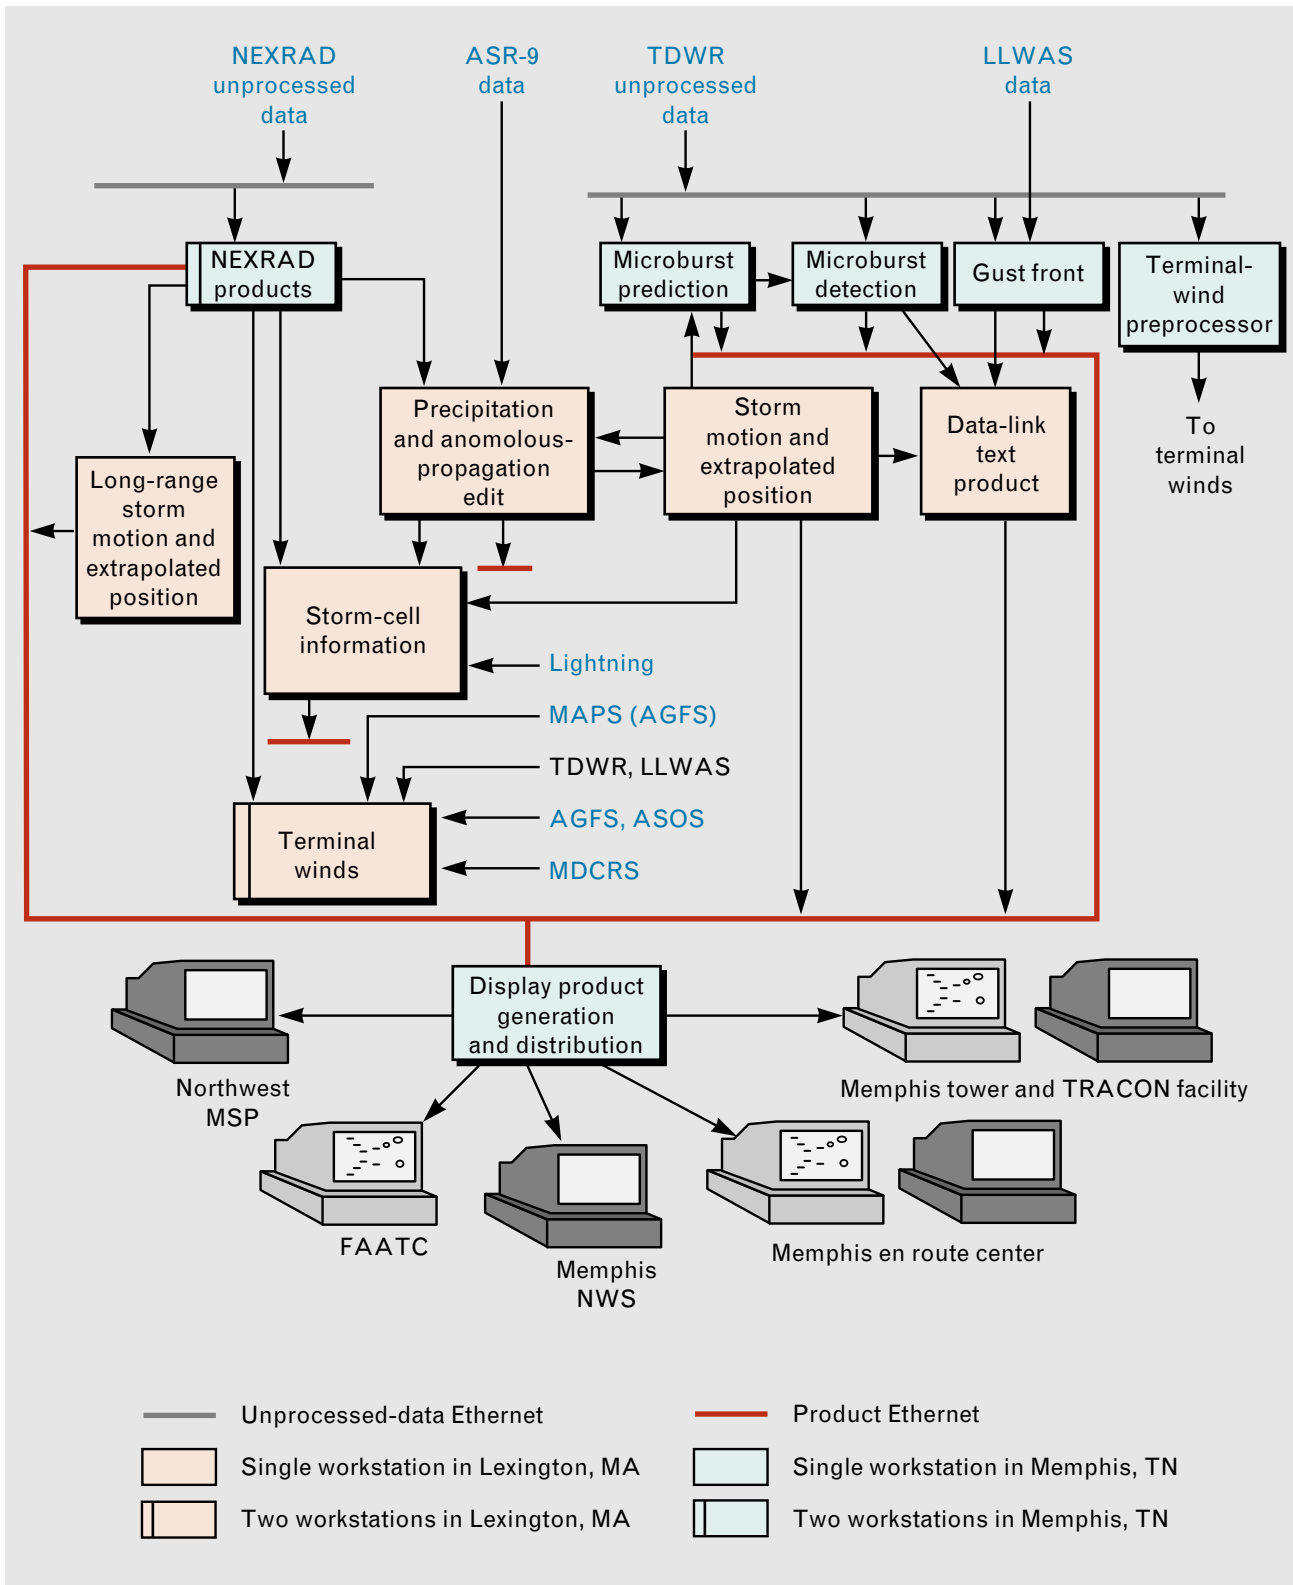 NEXRAD
unprocessed
data
ASR-9
data
TDWR
unprocessed
data
LLWAS
data
NEXRAD
products
Microburst
prediction
Microburst
detection
Gust front
Terminal-
wind
preprocessor
Precipitation
and anomolous-
propagation
edit
Storm
motion and
extrapolated
position
Data-link
text
product
To
terminal
winds
Long-range
storm
motion and
extrapolated
position
Storm-cell
information
Lightning
MAPS (AGFS)
TDWR, LLWAS
AGFS, ASOS
MDCRS
Terminal
winds
Display product
generation
and distribution
Northwest
MSP
Memphis tower and TRACON facility
FAATC
Memphis
NWS
Memphis en route center
Unprocessed-data Ethernet
Product Ethernet
Single workstation in Lexington, MA
Single workstation in Memphis, TN
Two workstations in Lexington, MA
Two workstations in Memphis, TN